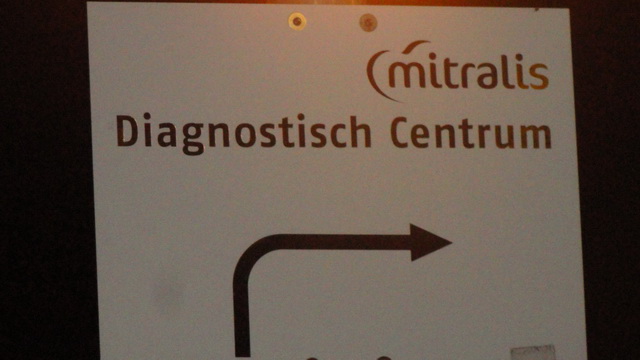 mitralis
Diagnostisch Centrum